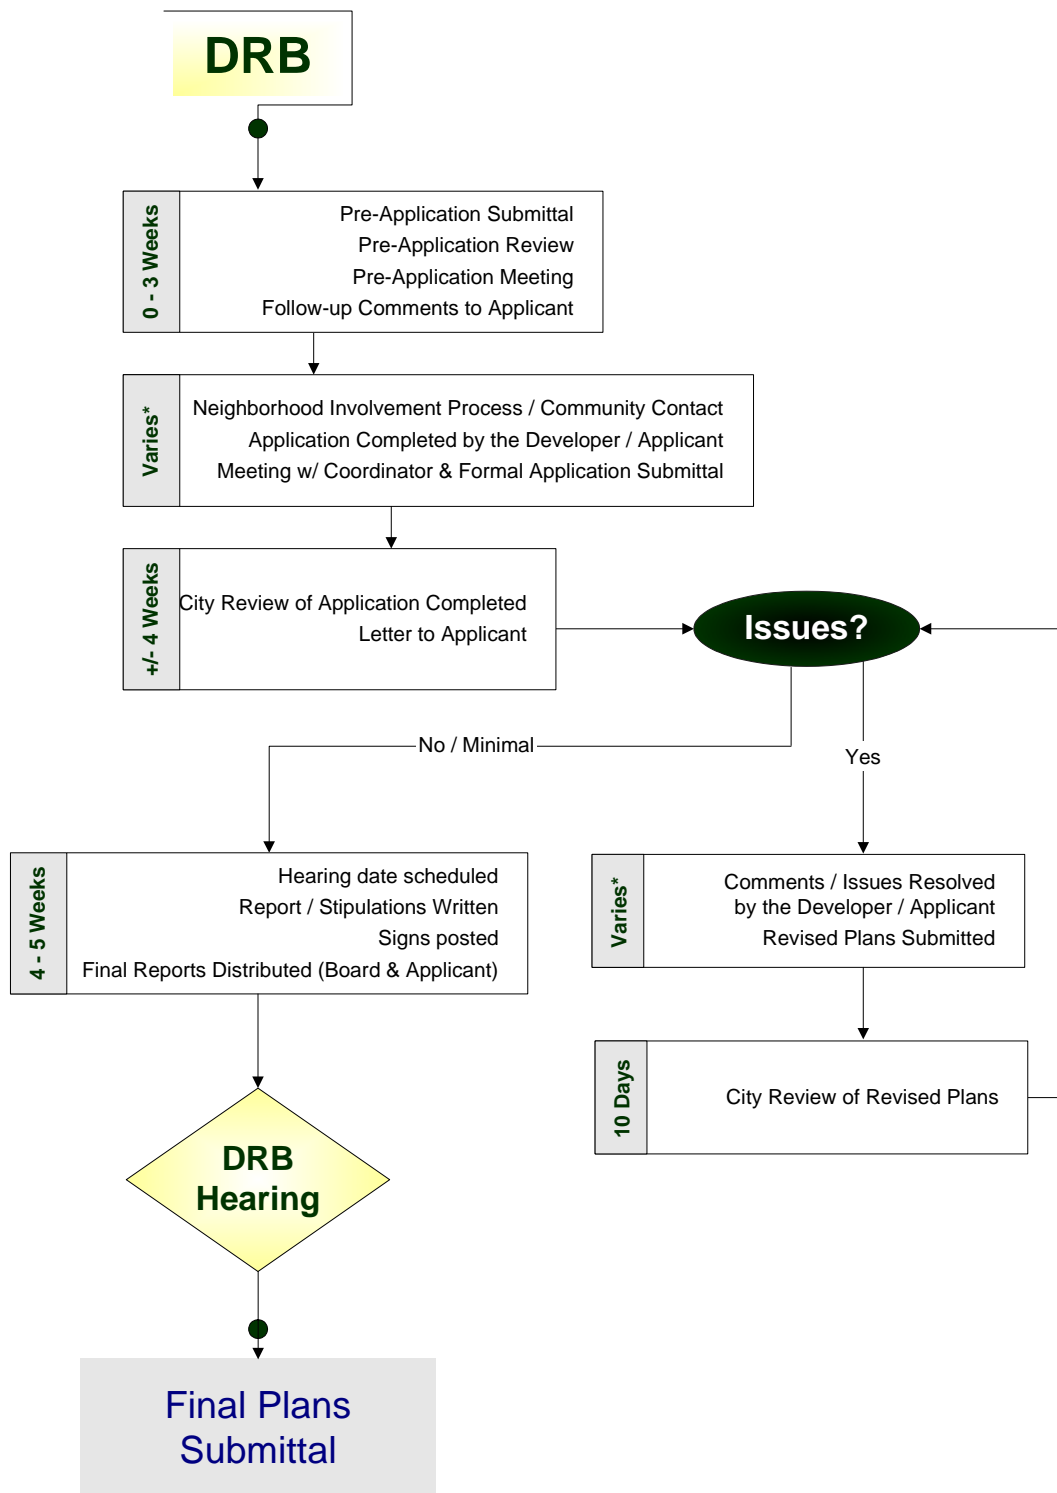 DRB
0 - 3 Weeks
Pre-Application Submittal
Pre-Application Review
Pre-Application Meeting
Follow-up Comments to Applicant
Varies*
Neighborhood Involvement Process / Community Contact
Application Completed by the Developer / Applicant
Meeting w/ Coordinator & Formal Application Submittal
+/- 4 Weeks
City Review of Application Completed
Letter to Applicant
Issues?
No / Minimal
Yes
4 - 5 Weeks
Hearing date scheduled
Report / Stipulations Written
Signs posted
Final Reports Distributed (Board & Applicant)
Varies*
Comments / Issues Resolved
by the Developer / Applicant
Revised Plans Submitted
10 Days
City Review of Revised Plans
DRB
Hearing
Final Plans
Submittal